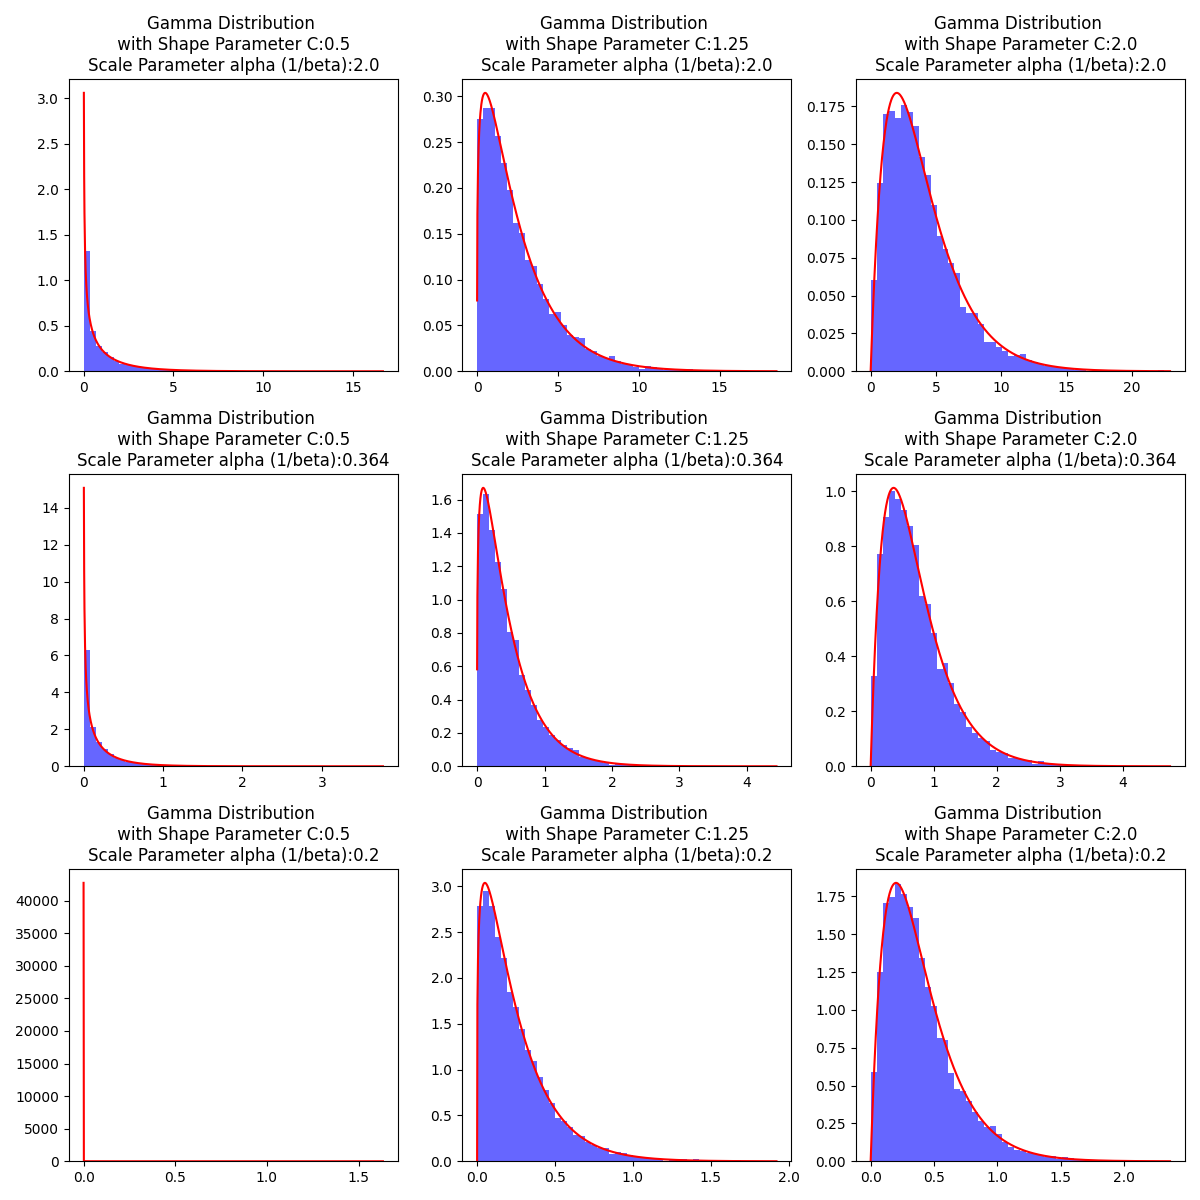 Gamma Distribution
with Shape Parameter C:0.5
Scale Parameter alpha (1/beta):2.0
3.0
2.5
2.0
1.5
1.0
0.5
0.0
0 5 10 15
Gamma Distribution
with Shape Parameter C:1.25
Scale Parameter alpha (1/beta):2.0
0.30
0.25
0.20
0.15
0.10
0.05
0.00
0 5 10 15
Gamma Distribution
with Shape Parameter C:2.0
Scale Parameter alpha (1/beta):2.0
0.175
0.150
0.125
0.100
0.075
0.050
0.025
0.000
0 5 10 15 20
Gamma Distribution
with Shape Parameter C:0.5
Scale Parameter alpha (1/beta):0.364
14
12
10
8
6
4
2
0
0 1 2 3
Gamma Distribution
with Shape Parameter C:1.25
Scale Parameter alpha (1/beta):0.364
1.6
1.4
1.2
1.0
0.8
0.6
0.4
0.2
0.0
0 1 2 3 4
Gamma Distribution
with Shape Parameter C:2.0
Scale Parameter alpha (1/beta):0.364
1.0
0.8
0.6
0.4
0.2
0.0
0 1 2 3 4
Gamma Distribution
with Shape Parameter C:0.5
Scale Parameter alpha (1/beta):0.2
40000
35000
30000
25000
20000
15000
10000
5000
0
0.0 0.5 1.0 1.5
Gamma Distribution
with Shape Parameter C:1.25
Scale Parameter alpha (1/beta):0.2
3.0
2.5
2.0
1.5
1.0
0.5
0.0
0.0 0.5 1.0 1.5 2.0
Gamma Distribution
with Shape Parameter C:2.0
Scale Parameter alpha (1/beta):0.2
1.75
1.50
1.25
1.00
0.75
0.50
0.25
0.00
0.0 0.5 1.0 1.5 2.0